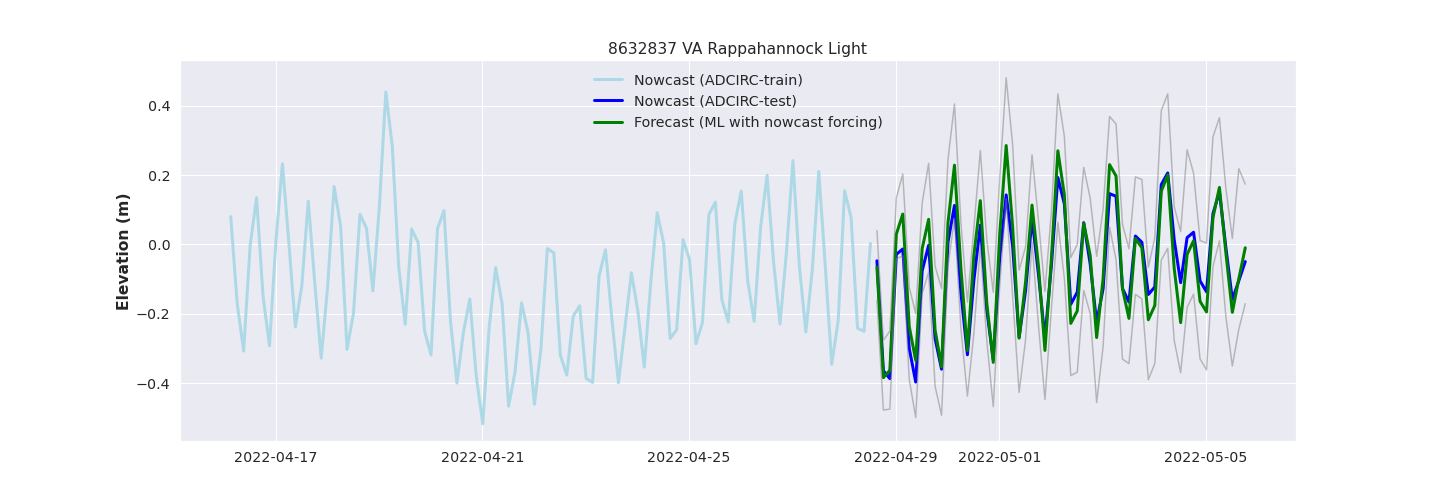 8632837 VA Rappahannock Light
Nowcast (ADCIRC-train)
Nowcast (ADCIRC-test)
Forecast (ML with nowcast forcing)
Elevation (m)
0.4
0.2
0.0
−0.2
−0.4
2022-04-17 2022-04-21 2022-04-25 2022-04-29 2022-05-01 2022-05-05